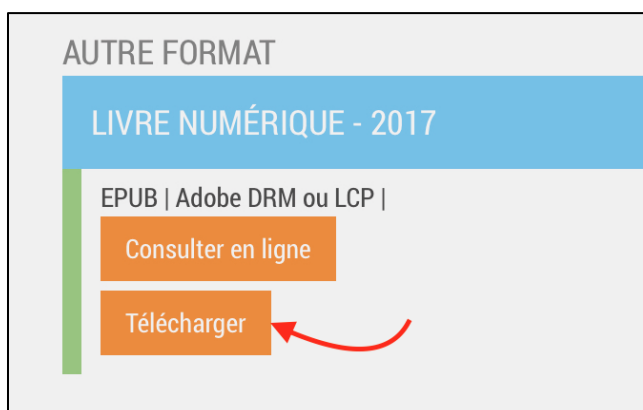 AUTRE FORMAT
LIVRE NUMÉRIQUE - 2017
EPUB | Adobe DRM ou LCP |
Consulter en ligne
Télécharger